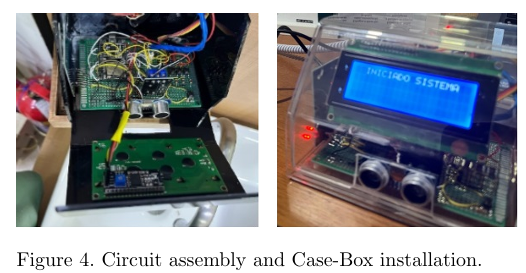 INICIADO SISTEMA
Figure 4. Circuit assembly and Case-Box installation.